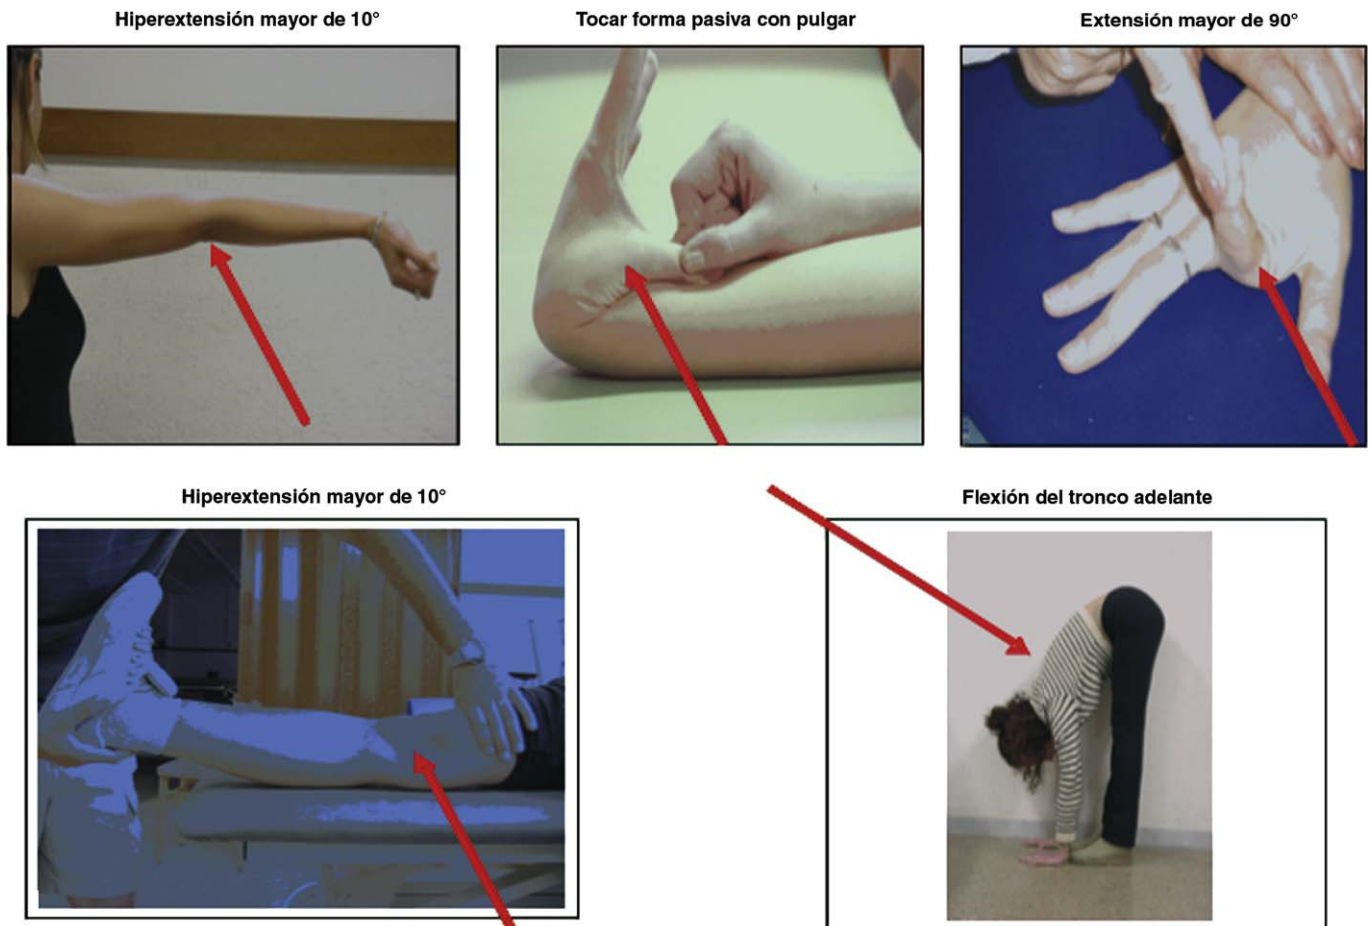 Hiperextensión mayor de 10°
Tocar forma pasiva con pulgar
Extensión mayor de 90°
Hiperextensión mayor de 10°
Flexión del tronco adelante